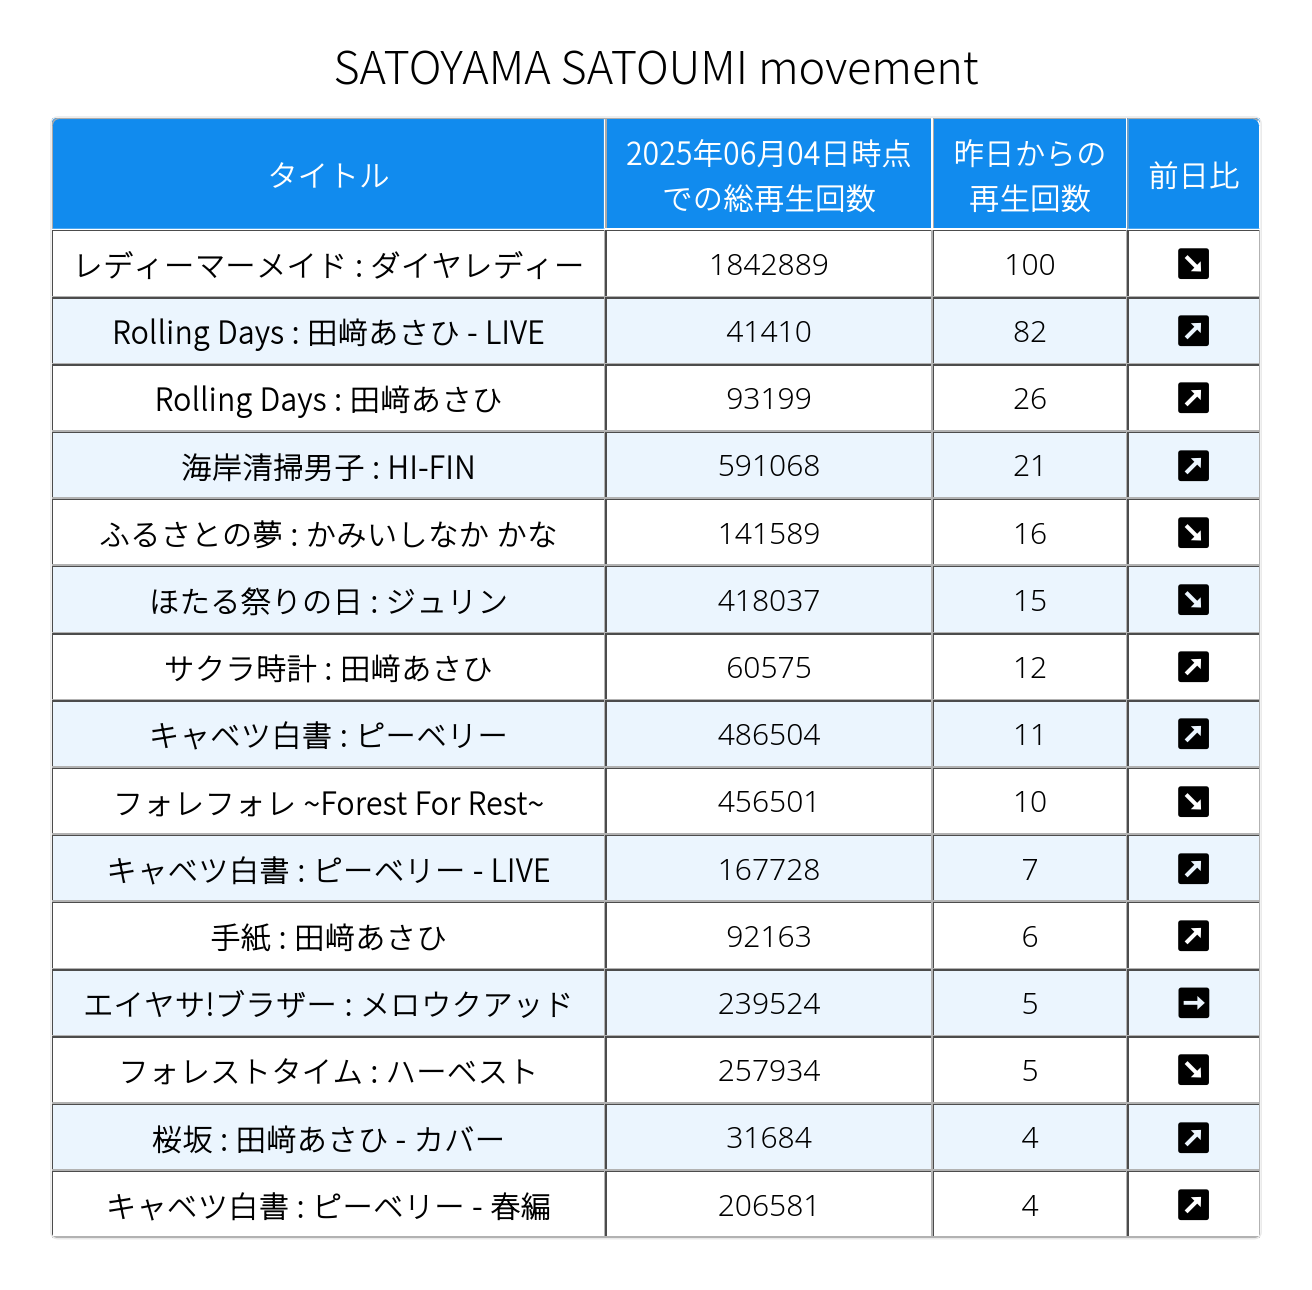 SATOYAMA SATOUMI movement
タイトル 2025年06月04日時点での総再生回数 昨日からの再生回数 前日比
レディーマーメイド : ダイヤレディー 1842889 100 ↘
Rolling Days : 田﨑あさひ - LIVE 41410 82 ↗
Rolling Days : 田﨑あさひ 93199 26 ↗
海岸清掃男子 : HI-FIN 591068 21 ↗
ふるさとの夢 : かみいしなか かな 141589 16 ↘
ほたる祭りの日 : ジュリン 418037 15 ↘
サクラ時計 : 田﨑あさひ 60575 12 ↗
キャベツ白書 : ピーベリー 486504 11 ↗
フォレフォレ ~Forest For Rest~ 456501 10 ↘
キャベツ白書 : ピーベリー - LIVE 167728 7 ↗
手紙 : 田﨑あさひ 92163 6 ↗
エイヤサ!ブラザー : メロウクアッド 239524 5 →
フォレストタイム : ハーベスト 257934 5 ↘
桜坂 : 田﨑あさひ - カバー 31684 4 ↗
キャベツ白書 : ピーベリー - 春編 206581 4 ↗